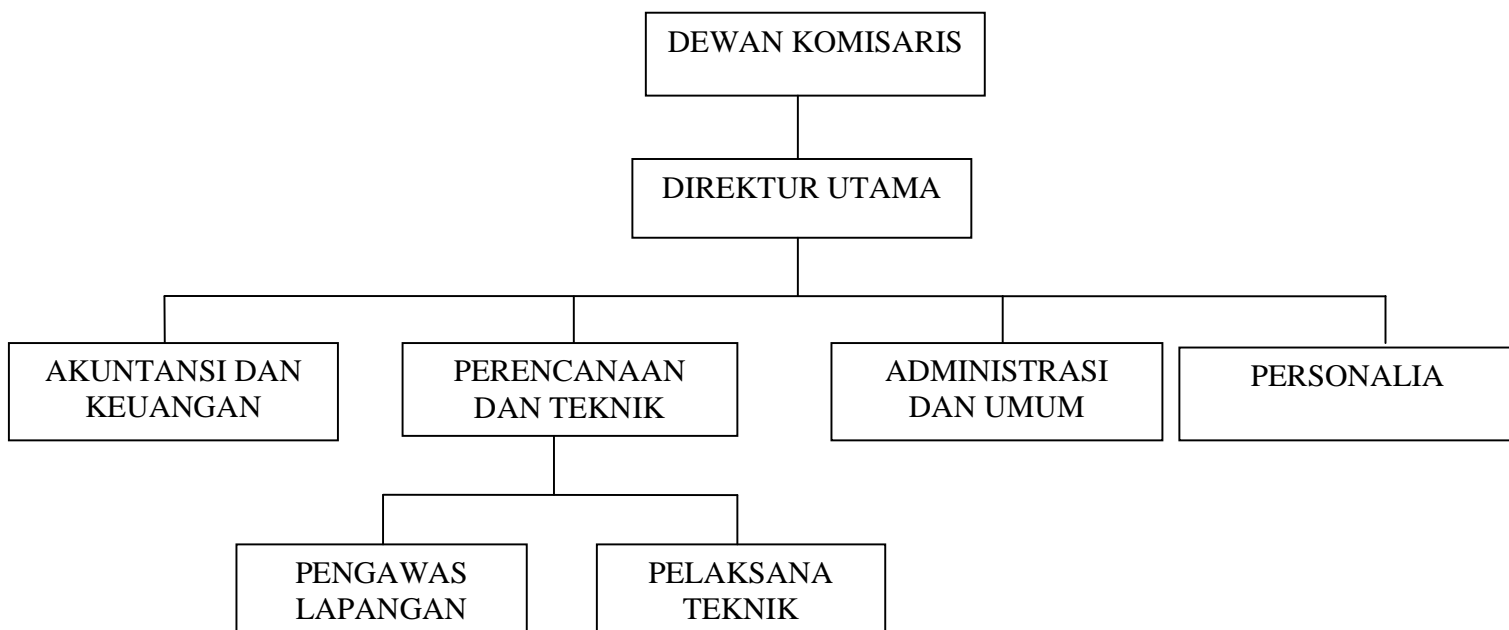 DEWAN KOMISARIS
DIREKTUR UTAMA
AKUNTANSI DAN
KEUANGAN
PERENCANAAN
DAN TEKNIK
ADMINISTRASI
DAN UMUM
PERSONALIA
PENGAWAS
LAPANGAN
PELAKSANA
TEKNIK